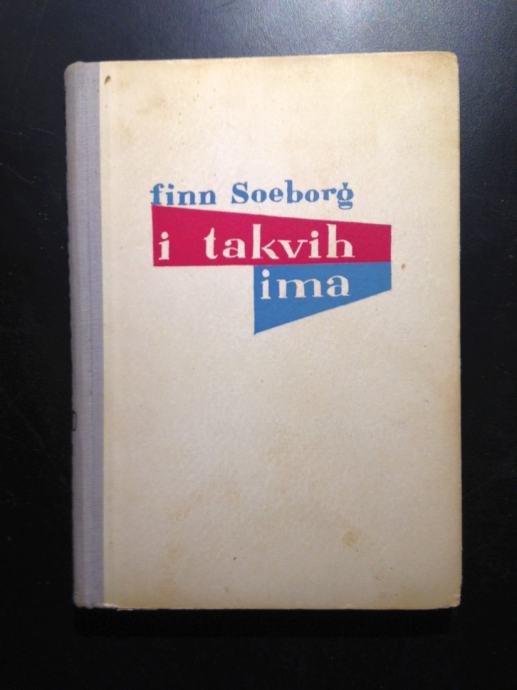 finn Soeborg
i takvih
ima